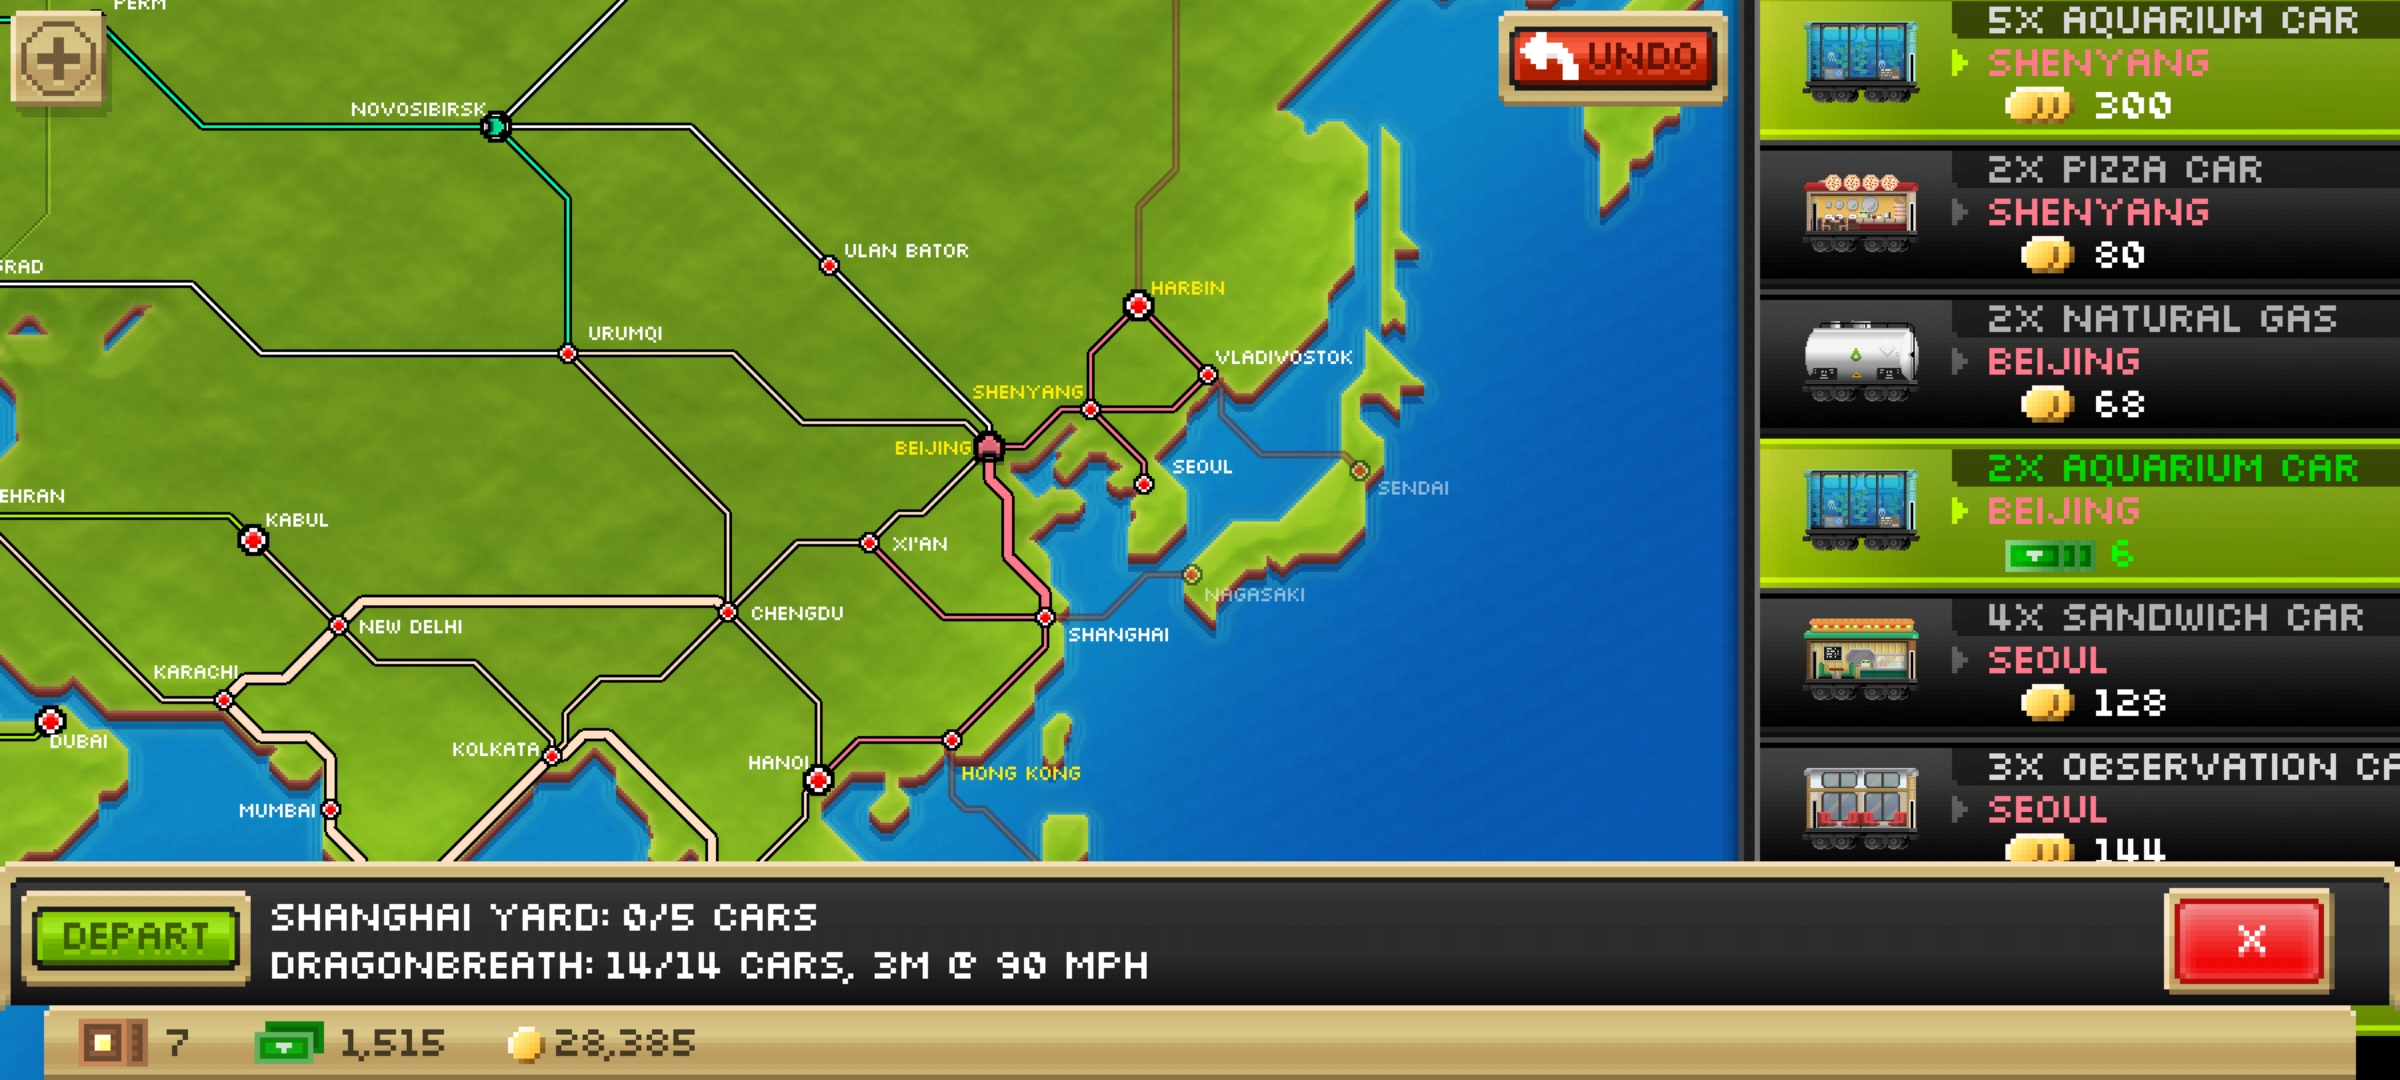 PERM
NOVOSIBIRSK
UNDO
ULAN BATOR
HARBIN
URUMQI
VLADIVOSTOK
SHENYANG
BEIJING
SEOUL
SENDAI
EHRAN
KABUL
XI'AN
NAGASAKI
CHENGDU
NEW DELHI
SHANGHAI
KARACHI
DUBAI
KOLKATA
HANOI
HONG KONG
MUMBAI
5X AQUARIUM CAR
SHENYANG
300
2X PIZZA CAR
SHENYANG
80
2X NATURAL GAS
BEIJING
68
2X AQUARIUM CAR
BEIJING
6
4X SANDWICH CAR
SEOUL
128
3X OBSERVATION CA
SEOUL
144
DEPART
SHANGHAI YARD: 0/5 CARS
DRAGONBREATH: 14/14 CARS, 3M @ 90 MPH
X
7
1,515
28,385